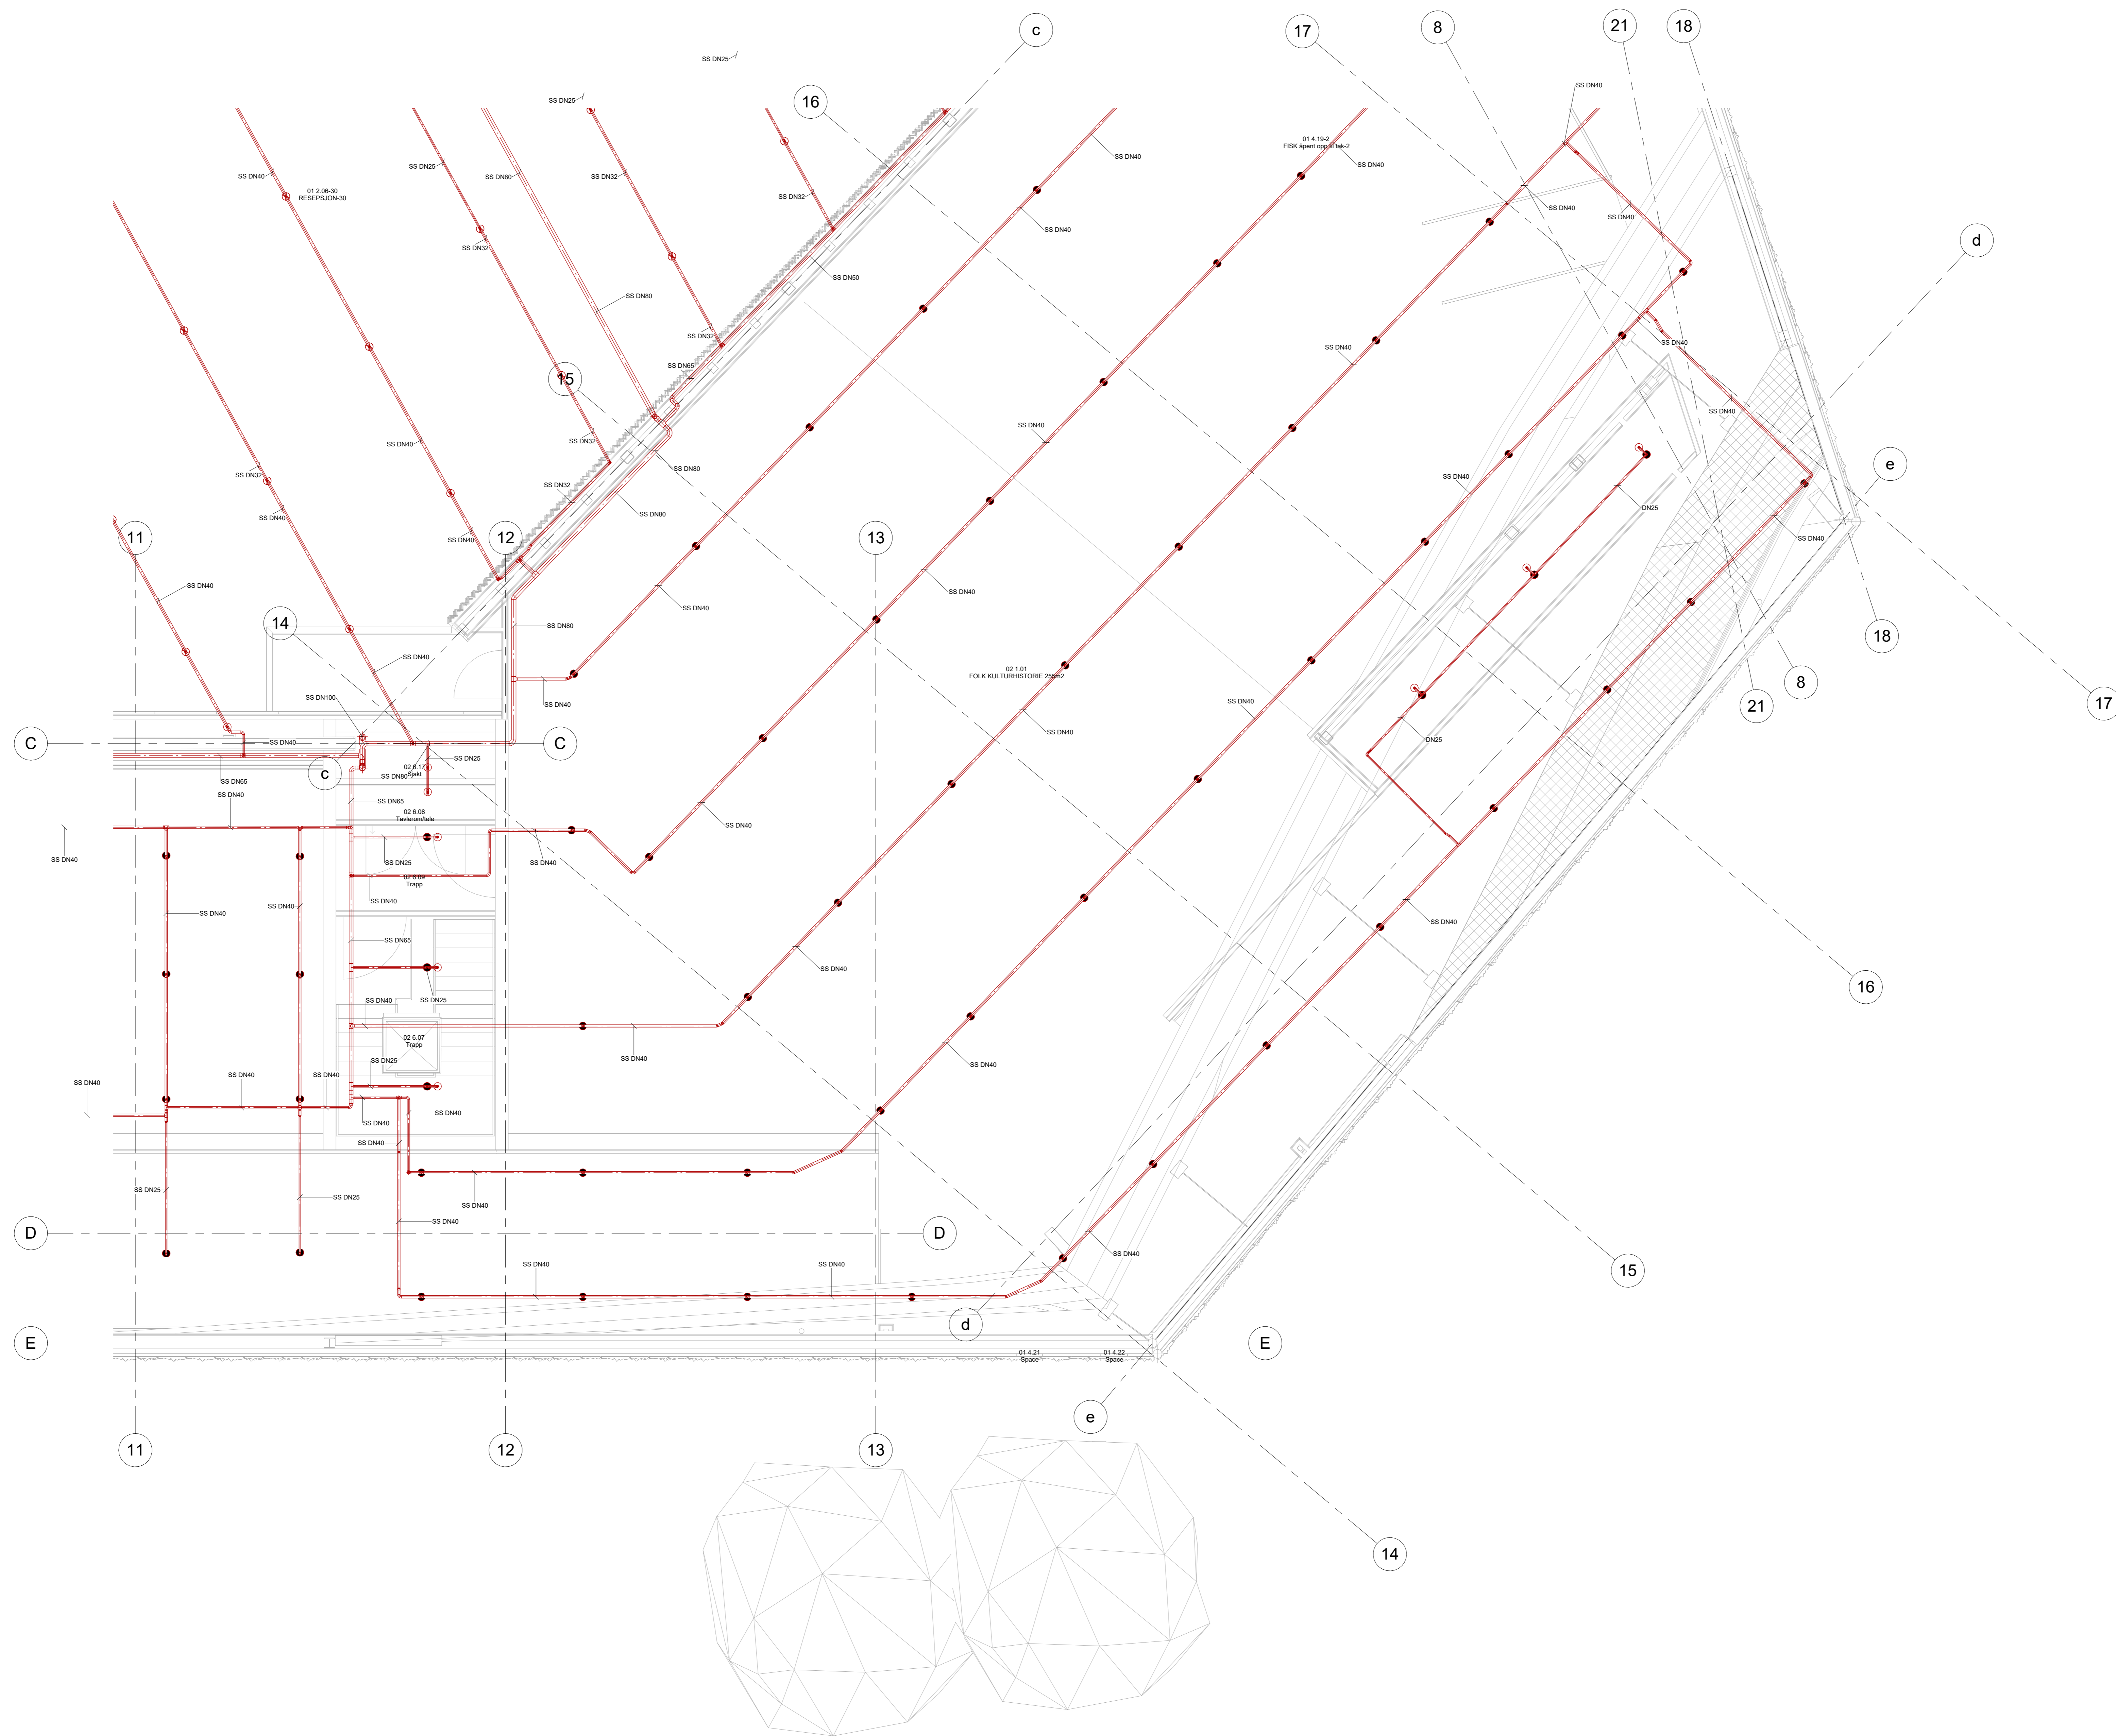 c
17
8
21
18
SS DN25
SS DN40
16
SS DN25
01 4.19-2
FISK åpent opp til tak-2
SS DN40
SS DN40
SS DN25
SS DN40
SS DN80
SS DN32
01 2.06-30
RESEPSJON-30
SS DN32
SS DN40
SS DN40
SS DN40
SS DN40
d
SS DN32
SS DN50
SS DN80
SS DN32
SS DN40
SS DN40
SS DN65
15
SS DN40
SS DN40
SS DN40
SS DN32
e
SS DN80
SS DN32
SS DN40
SS DN32
DN25
SS DN80
SS DN40
11
12
13
SS DN40
SS DN40
SS DN40
SS DN40
SS DN40
14
SS DN80
18
SS DN40
02 1.01
FOLK KULTURHISTORIE 255m2
8
SS DN100
SS DN40
SS DN40
21
17
SS DN40
C
SS DN40
C
DN25
SS DN25
c
02 6.17
Sjakt
SS DN80
SS DN65
SS DN40
SS DN65
02 6.08
Tavlerom/tele
SS DN40
SS DN40
SS DN25
SS DN40
02 6.09
Trapp
SS DN40
SS DN40
SS DN40
SS DN40
SS DN65
SS DN40
16
SS DN40
SS DN25
02 6.07
Trapp
SS DN40
SS DN25
SS DN40
SS DN40
SS DN40
SS DN40
SS DN40
SS DN40
SS DN40
SS DN25
SS DN25
SS DN40
SS DN40
D
D
SS DN40
SS DN40
SS DN40
15
d
E
E
01 4.21
Space
01 4.22
Space
e
11
12
13
14